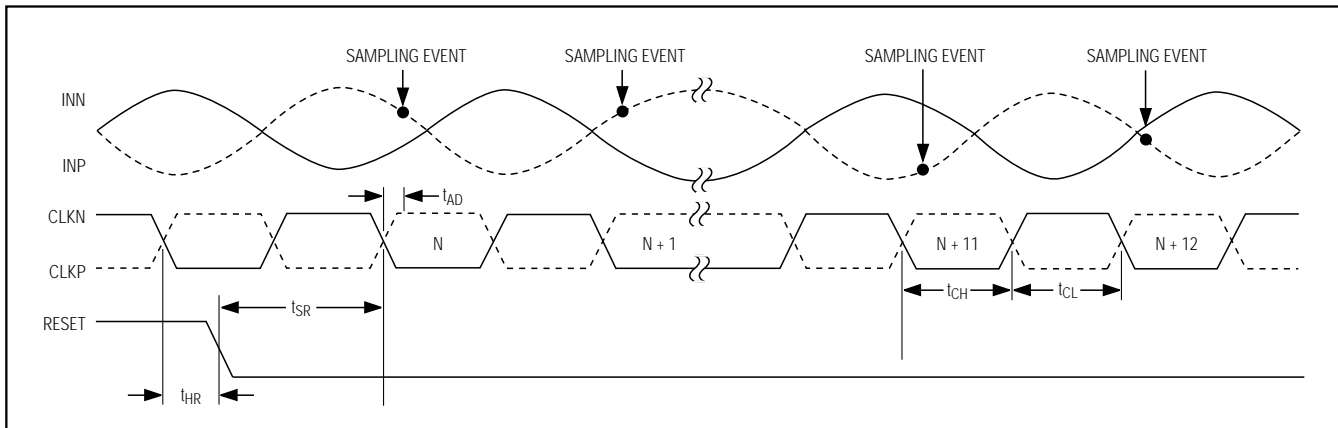 SAMPLING EVENT SAMPLING EVENT SAMPLING EVENT SAMPLING EVENT
INN
INP
tAD
CLKN
N N + 1 N + 11 N + 12
CLKP
tCH tCL
tSR
RESET
tHR